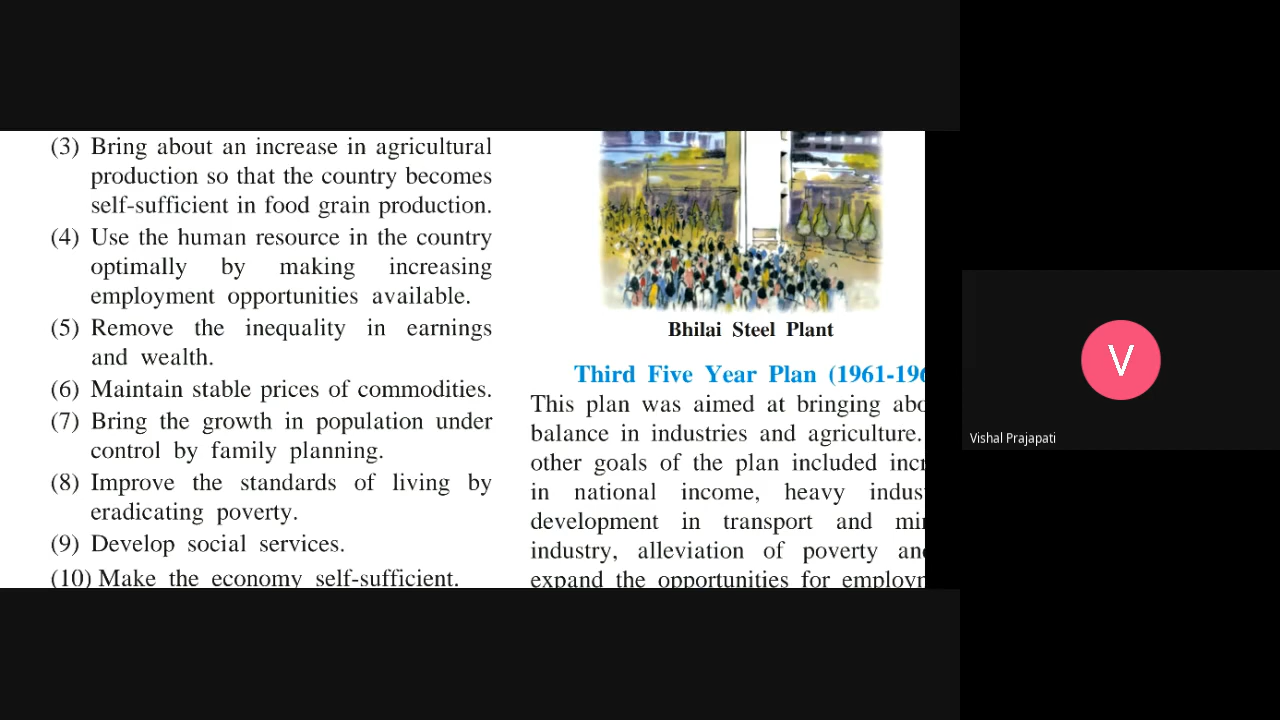 (3) Bring about an increase in agricultural
production so that the country becomes
self-sufficient in food grain production.
(4) Use the human resource in the country
optimally by making increasing
employment opportunities available.
(5) Remove the inequality in earnings
and wealth.
(6) Maintain stable prices of commodities.
(7) Bring the growth in population under
control by family planning.
(8) Improve the standards of living by
eradicating poverty.
(9) Develop social services.
(10) Make the economy self-sufficient.
Bhilai Steel Plant
Third Five Year Plan (1961-196
This plan was aimed at bringing
balance in industries and agriculture.
other goals of the plan included
in national income, heavy
development in transport and
industry, alleviation of poverty
expand the opportunities for
V
Vishal Prajapati